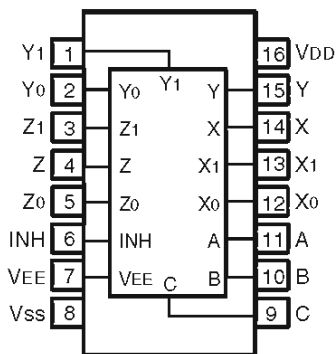 Y1 1 Y1 16 VDD
Y0 2 Y0 Y 15 Y
Z1 3 Z1 X 14 X
Z 4 Z X1 13 X1
Z0 5 Z0 X0 12 X0
INH 6 INH A 11 A
VEE 7 VEE B 10 B
Vss 8 C 9 C